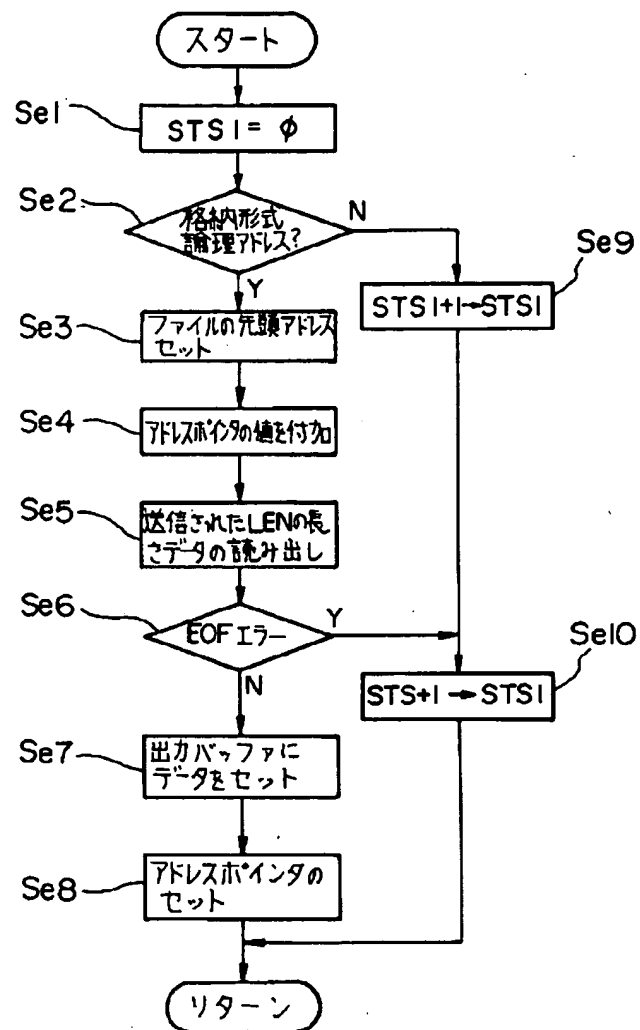 スタート
Se1
STS1= φ
Se2
格納形式
論理アドレス?
N
Y
Se9
STS1+1→STS1
Se3
ファイルの先頭アドレス
セット
Se4
アドレスポインタの値を付加
Se5
送信されたLENの長
さデータの読み出し
Se6
EOFエラー
Y
N
Se10
STS+1→STS1
Se7
出力バッファに
データをセット
Se8
アドレスポインタの
セット
リターン